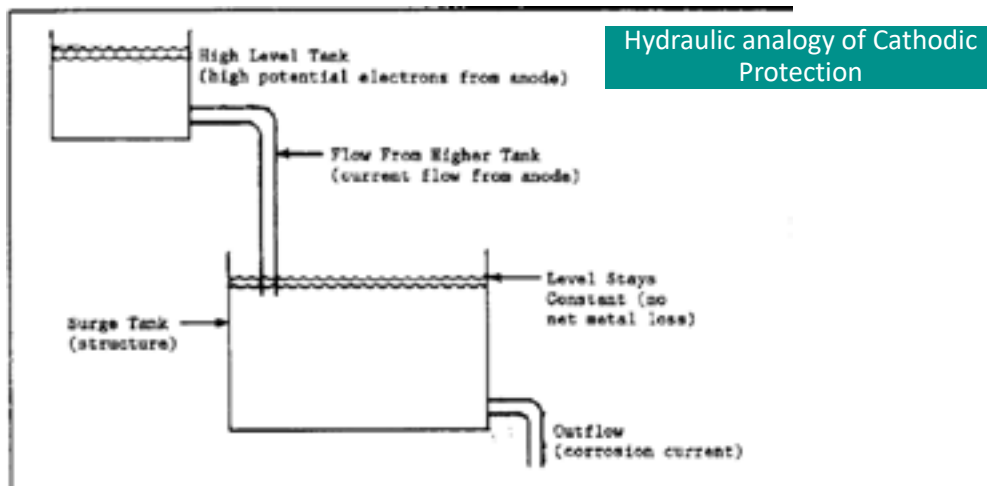 Hydraulic analogy of Cathodic
Protection
High Level Tank
(high potential electrons from anode)
Flow From Higher Tank
(current flow from anode)
Level Stays
Constant (no
net metal loss)
Surge Tank
(structure)
Outflow
(corrosion current)